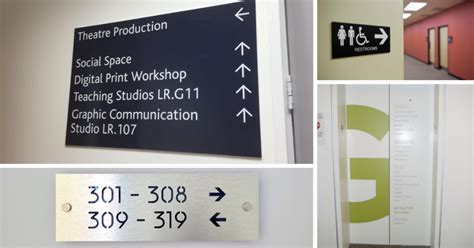 Theatre Production ←
Social Space ↑
Digital Print Workshop ↑
Teaching Studios LR.G11 ↑
Graphic Communication ↑
Studio LR.107
RESTROOMS →
301 - 308 →
309 - 319 ←
G
ground